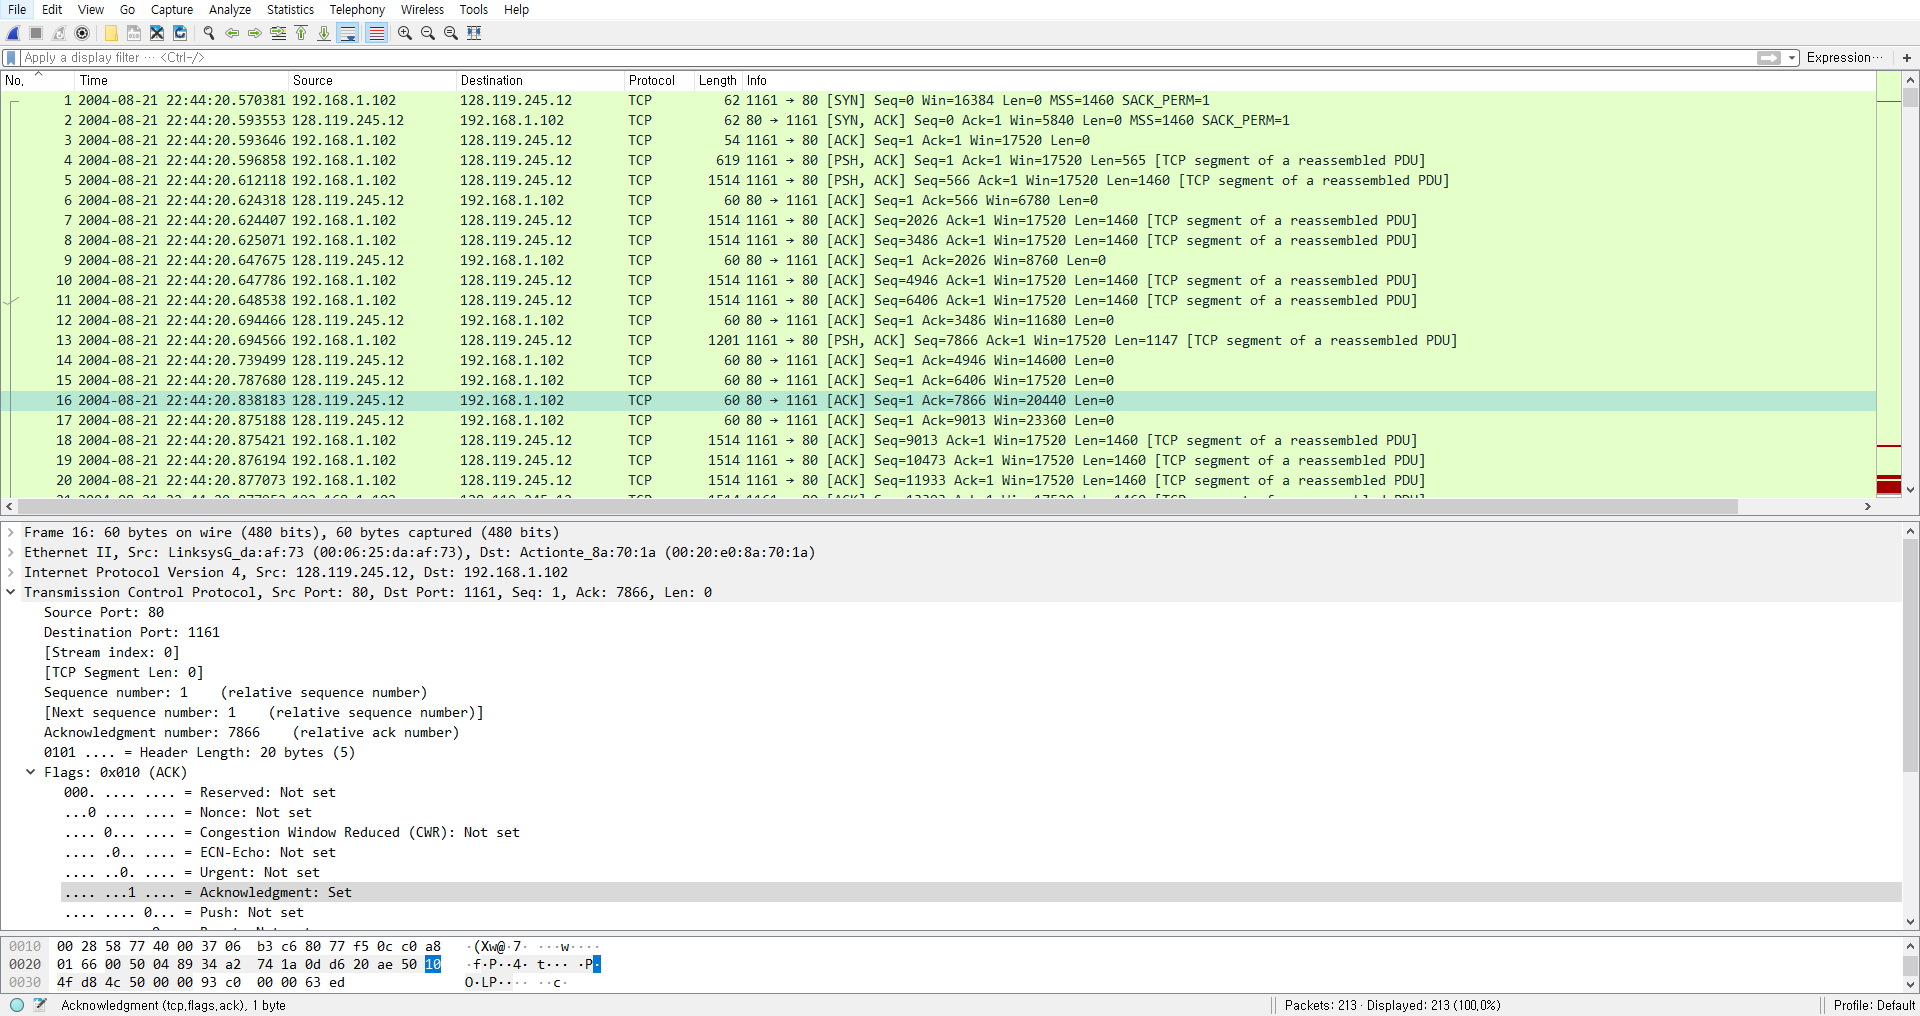 File Edit View Go Capture Analyze Statistics Telephony Wireless Tools Help
Apply a display filter ··· <Ctrl-/> Expression··· +
No. Time Source Destination Protocol Length Info
1 2004-08-21 22:44:20.570381 192.168.1.102 128.119.245.12 TCP 62 1161 → 80 [SYN] Seq=0 Win=16384 Len=0 MSS=1460 SACK_PERM=1
2 2004-08-21 22:44:20.593553 128.119.245.12 192.168.1.102 TCP 62 80 → 1161 [SYN, ACK] Seq=0 Ack=1 Win=5840 Len=0 MSS=1460 SACK_PERM=1
3 2004-08-21 22:44:20.593646 192.168.1.102 128.119.245.12 TCP 54 1161 → 80 [ACK] Seq=1 Ack=1 Win=17520 Len=0
4 2004-08-21 22:44:20.596858 192.168.1.102 128.119.245.12 TCP 619 1161 → 80 [PSH, ACK] Seq=1 Ack=1 Win=17520 Len=565 [TCP segment of a reassembled PDU]
5 2004-08-21 22:44:20.612118 192.168.1.102 128.119.245.12 TCP 1514 1161 → 80 [PSH, ACK] Seq=566 Ack=1 Win=17520 Len=1460 [TCP segment of a reassembled PDU]
6 2004-08-21 22:44:20.624318 128.119.245.12 192.168.1.102 TCP 60 80 → 1161 [ACK] Seq=1 Ack=566 Win=6780 Len=0
7 2004-08-21 22:44:20.624407 192.168.1.102 128.119.245.12 TCP 1514 1161 → 80 [ACK] Seq=2026 Ack=1 Win=17520 Len=1460 [TCP segment of a reassembled PDU]
8 2004-08-21 22:44:20.625071 192.168.1.102 128.119.245.12 TCP 1514 1161 → 80 [ACK] Seq=3486 Ack=1 Win=17520 Len=1460 [TCP segment of a reassembled PDU]
9 2004-08-21 22:44:20.647675 128.119.245.12 192.168.1.102 TCP 60 80 → 1161 [ACK] Seq=1 Ack=2026 Win=8760 Len=0
10 2004-08-21 22:44:20.647786 192.168.1.102 128.119.245.12 TCP 1514 1161 → 80 [ACK] Seq=4946 Ack=1 Win=17520 Len=1460 [TCP segment of a reassembled PDU]
11 2004-08-21 22:44:20.648538 192.168.1.102 128.119.245.12 TCP 1514 1161 → 80 [ACK] Seq=6406 Ack=1 Win=17520 Len=1460 [TCP segment of a reassembled PDU]
12 2004-08-21 22:44:20.694466 128.119.245.12 192.168.1.102 TCP 60 80 → 1161 [ACK] Seq=1 Ack=3486 Win=11680 Len=0
13 2004-08-21 22:44:20.694566 192.168.1.102 128.119.245.12 TCP 1201 1161 → 80 [PSH, ACK] Seq=7866 Ack=1 Win=17520 Len=1147 [TCP segment of a reassembled PDU]
14 2004-08-21 22:44:20.739499 128.119.245.12 192.168.1.102 TCP 60 80 → 1161 [ACK] Seq=1 Ack=4946 Win=14600 Len=0
15 2004-08-21 22:44:20.787680 128.119.245.12 192.168.1.102 TCP 60 80 → 1161 [ACK] Seq=1 Ack=6406 Win=17520 Len=0
16 2004-08-21 22:44:20.838183 128.119.245.12 192.168.1.102 TCP 60 80 → 1161 [ACK] Seq=1 Ack=7866 Win=20440 Len=0
17 2004-08-21 22:44:20.875188 128.119.245.12 192.168.1.102 TCP 60 80 → 1161 [ACK] Seq=1 Ack=9013 Win=23360 Len=0
18 2004-08-21 22:44:20.875421 192.168.1.102 128.119.245.12 TCP 1514 1161 → 80 [ACK] Seq=9013 Ack=1 Win=17520 Len=1460 [TCP segment of a reassembled PDU]
19 2004-08-21 22:44:20.876194 192.168.1.102 128.119.245.12 TCP 1514 1161 → 80 [ACK] Seq=10473 Ack=1 Win=17520 Len=1460 [TCP segment of a reassembled PDU]
20 2004-08-21 22:44:20.877073 192.168.1.102 128.119.245.12 TCP 1514 1161 → 80 [ACK] Seq=11933 Ack=1 Win=17520 Len=1460 [TCP segment of a reassembled PDU]
Frame 16: 60 bytes on wire (480 bits), 60 bytes captured (480 bits)
Ethernet II, Src: LinksysG_da:af:73 (00:06:25:da:af:73), Dst: Actionte_8a:70:1a (00:20:e0:8a:70:1a)
Internet Protocol Version 4, Src: 128.119.245.12, Dst: 192.168.1.102
Transmission Control Protocol, Src Port: 80, Dst Port: 1161, Seq: 1, Ack: 7866, Len: 0
Source Port: 80
Destination Port: 1161
[Stream index: 0]
[TCP Segment Len: 0]
Sequence number: 1 (relative sequence number)
[Next sequence number: 1 (relative sequence number)]
Acknowledgment number: 7866 (relative ack number)
0101 .... = Header Length: 20 bytes (5)
Flags: 0x010 (ACK)
000. .... .... = Reserved: Not set
...0 .... .... = Nonce: Not set
.... 0... .... = Congestion Window Reduced (CWR): Not set
.... .0.. .... = ECN-Echo: Not set
.... ..0. .... = Urgent: Not set
.... ...1 .... = Acknowledgment: Set
.... .... 0... = Push: Not set
0010 00 28 58 77 40 00 37 06 b3 c6 80 77 f5 0c c0 a8 ·(Xw@·7· ···w····
0020 01 66 00 50 04 89 34 a2 74 1a 0d d6 20 ae 50 10 ·f·P··4· t··· ·P·
0030 4f d8 4c 50 00 00 93 c0 00 00 63 ed O·LP···· ··c·
Acknowledgment (tcp.flags.ack), 1 byte Packets: 213 · Displayed: 213 (100.0%) Profile: Default